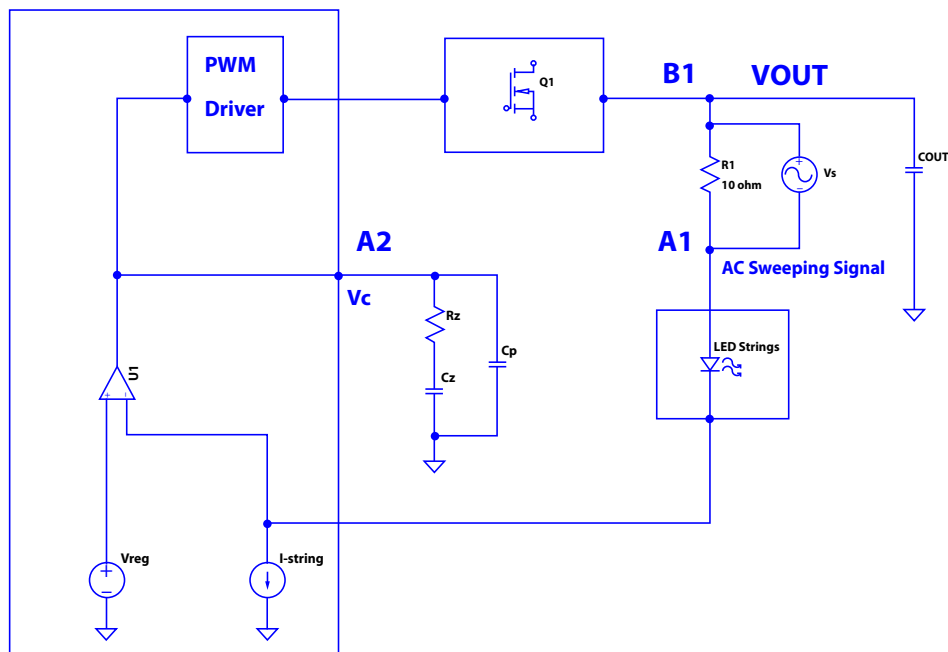 PWM
Driver
Q1
B1
VOUT
COUT
R1
10 ohm
+
Vs
−
A2
A1
AC Sweeping Signal
Vc
Rz
Cp
LED Strings
U1
Cz
+
−
Vreg
+
−
I-string